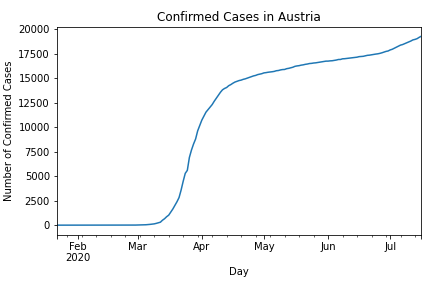 Confirmed Cases in Austria
20000
17500
15000
12500
10000
7500
5000
2500
0
Number of Confirmed Cases
Feb
2020
Mar
Apr
May
Jun
Jul
Day